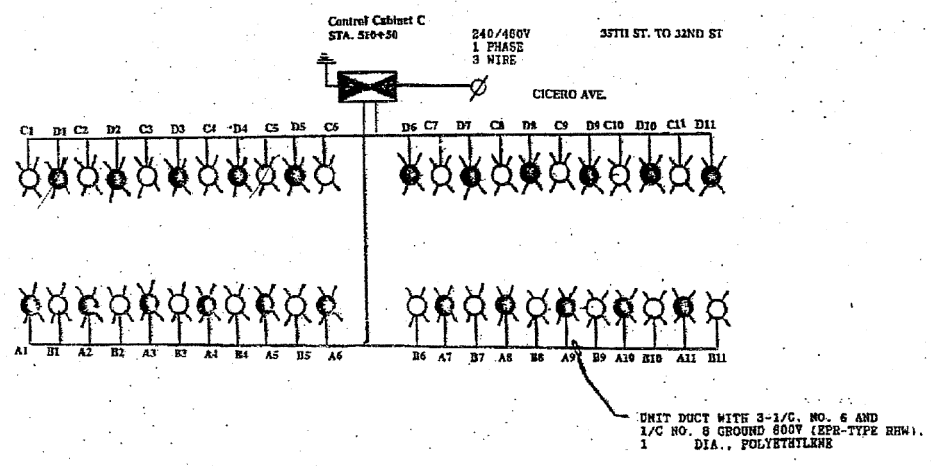 Control Cabinet C
STA. 510+50
240/480V
1 PHASE
3 WIRE
35TH ST. TO 32ND ST
CICERO AVE.
C1 D1 C2 D2 C3 D3 C4 D4 C5 D5 C6 D6 C7 D7 C8 D8 C9 D9 C10 D10 C11 D11
A1 B1 A2 B2 A3 B3 A4 B4 A5 B5 A6 B6 A7 B7 A8 B8 A9 B9 A10 B10 A11 B11
UNIT DUCT WITH 3-1/C, NO. 6 AND
1/C NO. 8 GROUND 600V (EPR-TYPE RHW),
1 DIA., POLYETHYLENE